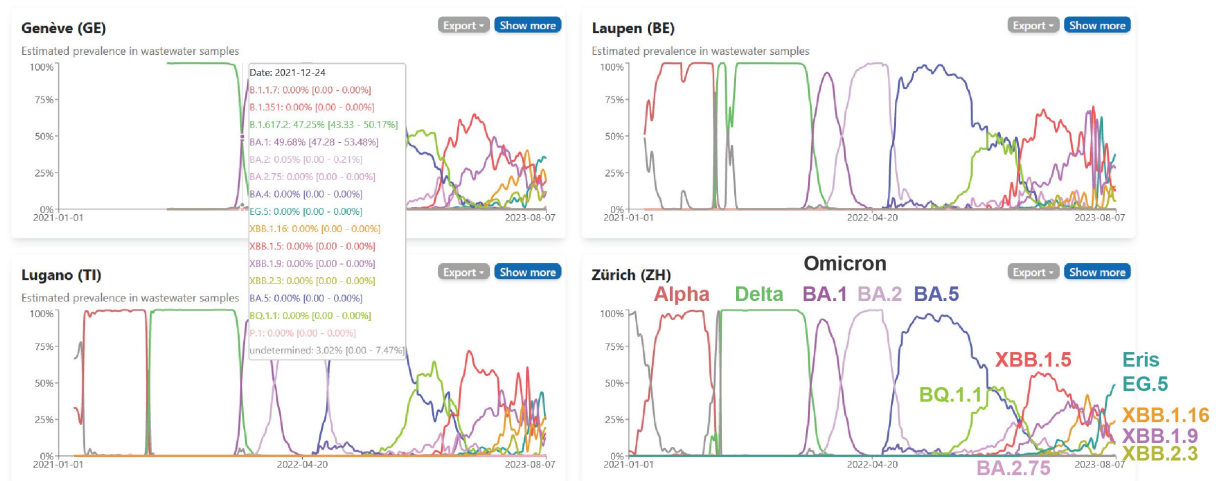 Genève (GE)
Export
Show more
Estimated prevalence in wastewater samples
100%
75%
50%
25%
0%
2021-01-01
2023-08-07
Date: 2021-12-24
B.1.1.7: 0.00% [0.00 - 0.00%]
B.1.351: 0.00% [0.00 - 0.00%]
B.1.617.2: 47.25% [43.33 - 50.17%]
BA.1: 49.68% [47.28 - 53.48%]
BA.2: 0.05% [0.00 - 0.21%]
BA.2.75: 0.00% [0.00 - 0.00%]
BA.4: 0.00% [0.00 - 0.00%]
EG.5: 0.00% [0.00 - 0.00%]
XBB.1.16: 0.00% [0.00 - 0.00%]
XBB.1.5: 0.00% [0.00 - 0.00%]
XBB.1.9: 0.00% [0.00 - 0.00%]
XBB.2.3: 0.00% [0.00 - 0.00%]
BA.5: 0.00% [0.00 - 0.00%]
BQ.1.1: 0.00% [0.00 - 0.00%]
P.1: 0.00% [0.00 - 0.00%]
undetermined: 3.02% [0.00 - 7.47%]
Laupen (BE)
Export
Show more
Estimated prevalence in wastewater samples
100%
75%
50%
25%
0%
2021-01-01
2022-04-20
2023-08-07
Lugano (TI)
Export
Show more
Estimated prevalence in wastewater samples
100%
75%
50%
25%
0%
2021-01-01
2022-04-20
2023-08-07
Zürich (ZH)
Omicron
Export
Show more
Alpha
Delta
BA.1
BA.2
BA.5
100%
75%
50%
25%
0%
XBB.1.5
Eris
EG.5
BQ.1.1
XBB.1.16
XBB.1.9
XBB.2.3
BA.2.75
2021-01-01
2022-04-20
2023-08-07